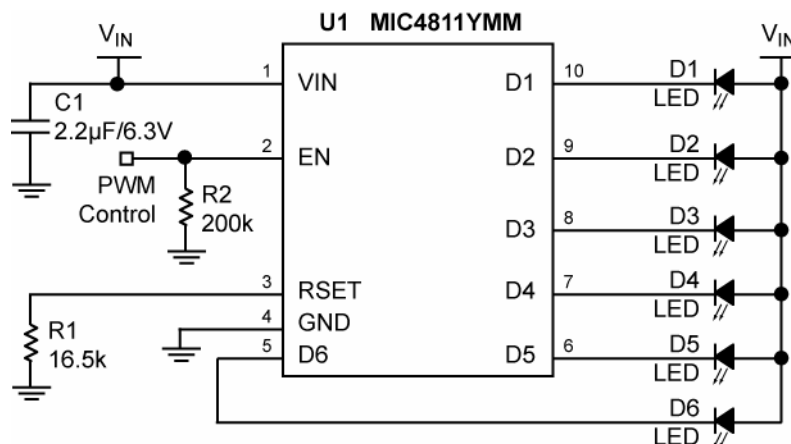 U1 MIC4811YMM
VIN
VIN
C1
2.2µF/6.3V
PWM
Control
R2
200k
R1
16.5k
1
VIN
2
EN
3
RSET
4
GND
5
D6
D1
10
D2
9
D3
8
D4
7
D5
6
D1
LED
D2
LED
D3
LED
D4
LED
D5
LED
D6
LED